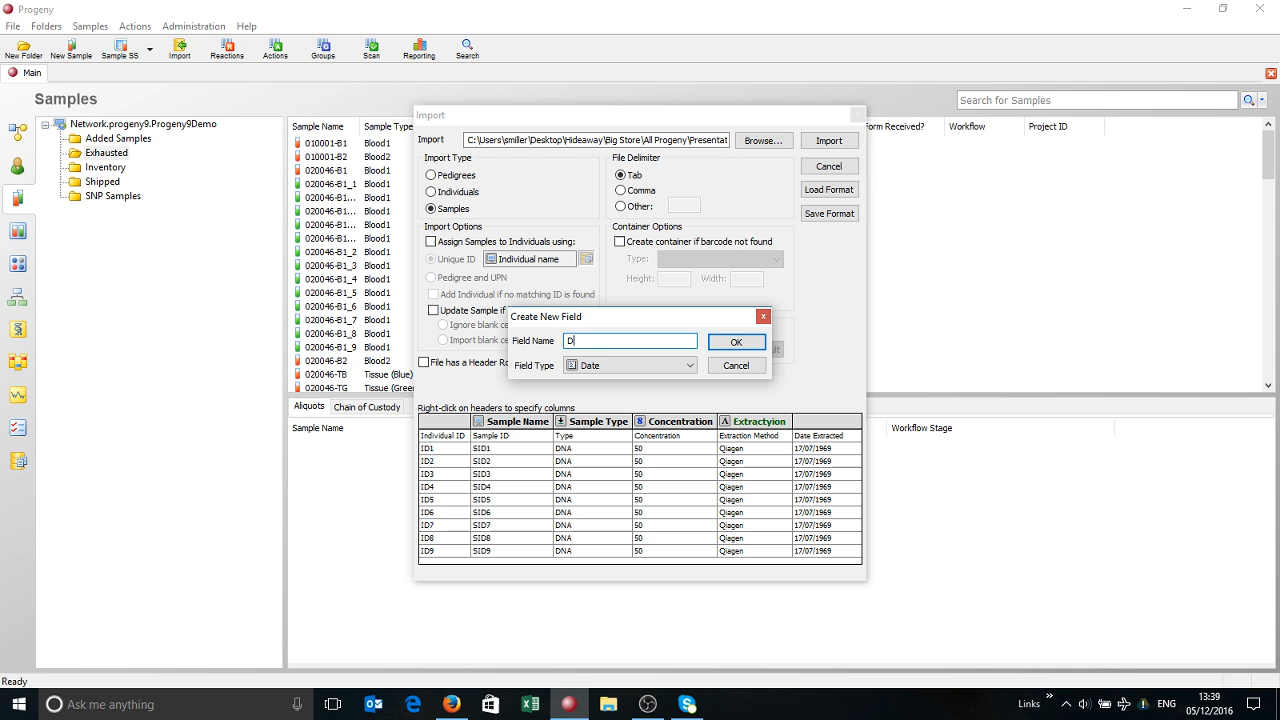 Progeny
File Folders Samples Actions Administration Help
New Folder New Sample Sample SS Import Reactions Actions Groups Scan Reporting Search
Main
Samples
Search for Samples
Network.progeny9.Progeny9Demo
Added Samples
Exhausted
Inventory
Shipped
SNP Samples
Sample Name Sample Type
010001-B1 Blood1
010001-B2 Blood2
020046-B1 Blood1
020046-B1_1 Blood1
020046-B1... Blood1
020046-B1... Blood1
020046-B1... Blood1
020046-B1... Blood1
020046-B1_2 Blood1
020046-B1_3 Blood1
020046-B1_4 Blood1
020046-B1_5 Blood1
020046-B1_6 Blood1
020046-B1_7 Blood1
020046-B1_8 Blood1
020046-B1_9 Blood1
020046-B2 Blood2
020046-TB Tissue (Blue)
020046-TG Tissue (Green
Form Received? Workflow Project ID
Import
Import C:\Users\pmiller\Desktop\Hideaway\Big Store\All Progeny\Presentat Browse... Import
Import Type
Pedigrees
Individuals
Samples
File Delimiter
Tab
Comma
Other:
Cancel
Load Format
Save Format
Import Options
Assign Samples to Individuals using:
Unique ID Individual name
Pedigree and UPN
Add Individual if no matching ID is found
Update Sample if
Ignore blank ce
Import blank ce
File has a Header Ro
Container Options
Create container if barcode not found
Type:
Height: Width:
Create New Field
Field Name D OK
Field Type Date Cancel
Right-click on headers to specify columns
Sample Name Sample Type Concentration Extractyion
Individual ID Sample ID Type Concentration Extraction Method Date Extracted
ID1 SID1 DNA 50 Qiagen 17/07/1969
ID2 SID2 DNA 50 Qiagen 17/07/1969
ID3 SID3 DNA 50 Qiagen 17/07/1969
ID4 SID4 DNA 50 Qiagen 17/07/1969
ID5 SID5 DNA 50 Qiagen 17/07/1969
ID6 SID6 DNA 50 Qiagen 17/07/1969
ID7 SID7 DNA 50 Qiagen 17/07/1969
ID8 SID8 DNA 50 Qiagen 17/07/1969
ID9 SID9 DNA 50 Qiagen 17/07/1969
Aliquots Chain of Custody
Sample Name
Workflow Stage
Ready
Ask me anything
Links ENG
13:39
05/12/2016